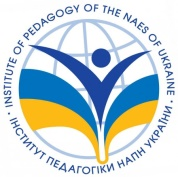 INSTITUTE OF PEDAGOGY OF THE NAES OF UKRAINE
ІНСТИТУТ ПЕДАГОГІКИ НАПН УКРАЇНИ